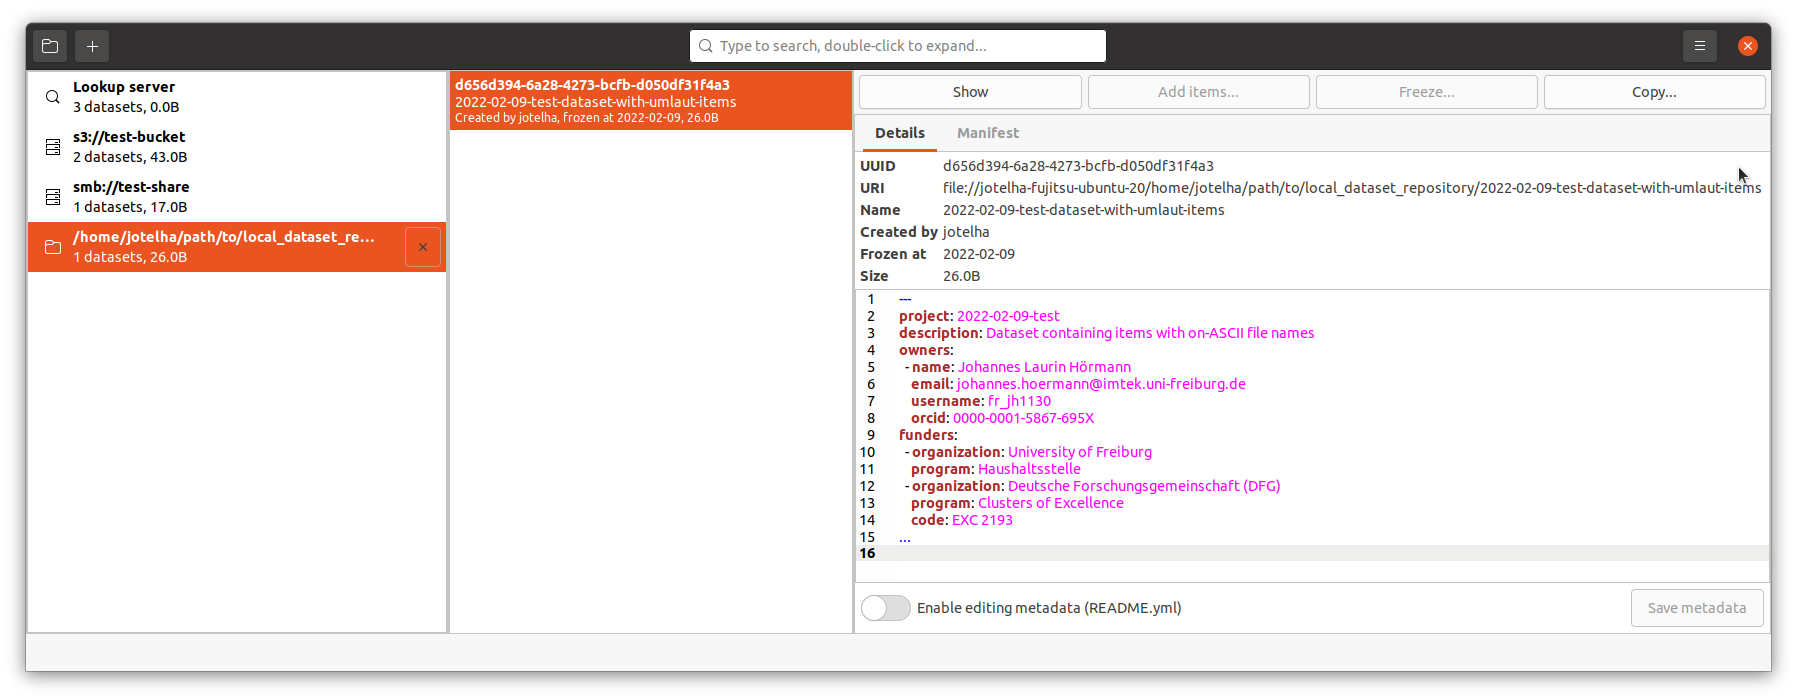 Type to search, double-click to expand...
Lookup server
3 datasets, 0.0B
s3://test-bucket
2 datasets, 43.0B
smb://test-share
1 datasets, 17.0B
/home/jotelha/path/to/local_dataset_re...
1 datasets, 26.0B
d656d394-6a28-4273-bcfb-d050df31f4a3
2022-02-09-test-dataset-with-umlaut-items
Created by jotelha, frozen at 2022-02-09, 26.0B
Show
Add items...
Freeze...
Copy...
Details
Manifest
UUID d656d394-6a28-4273-bcfb-d050df31f4a3
URI file://jotelha-fujitsu-ubuntu-20/home/jotelha/path/to/local_dataset_repository/2022-02-09-test-dataset-with-umlaut-items
Name 2022-02-09-test-dataset-with-umlaut-items
Created by jotelha
Frozen at 2022-02-09
Size 26.0B
1 ---
2 project: 2022-02-09-test
3 description: Dataset containing items with on-ASCII file names
4 owners:
5 - name: Johannes Laurin Hörmann
6 email: johannes.hoermann@imtek.uni-freiburg.de
7 username: fr_jh1130
8 orcid: 0000-0001-5867-695X
9 funders:
10 - organization: University of Freiburg
11 program: Haushaltsstelle
12 - organization: Deutsche Forschungsgemeinschaft (DFG)
13 program: Clusters of Excellence
14 code: EXC 2193
15 ...
16
Enable editing metadata (README.yml)
Save metadata